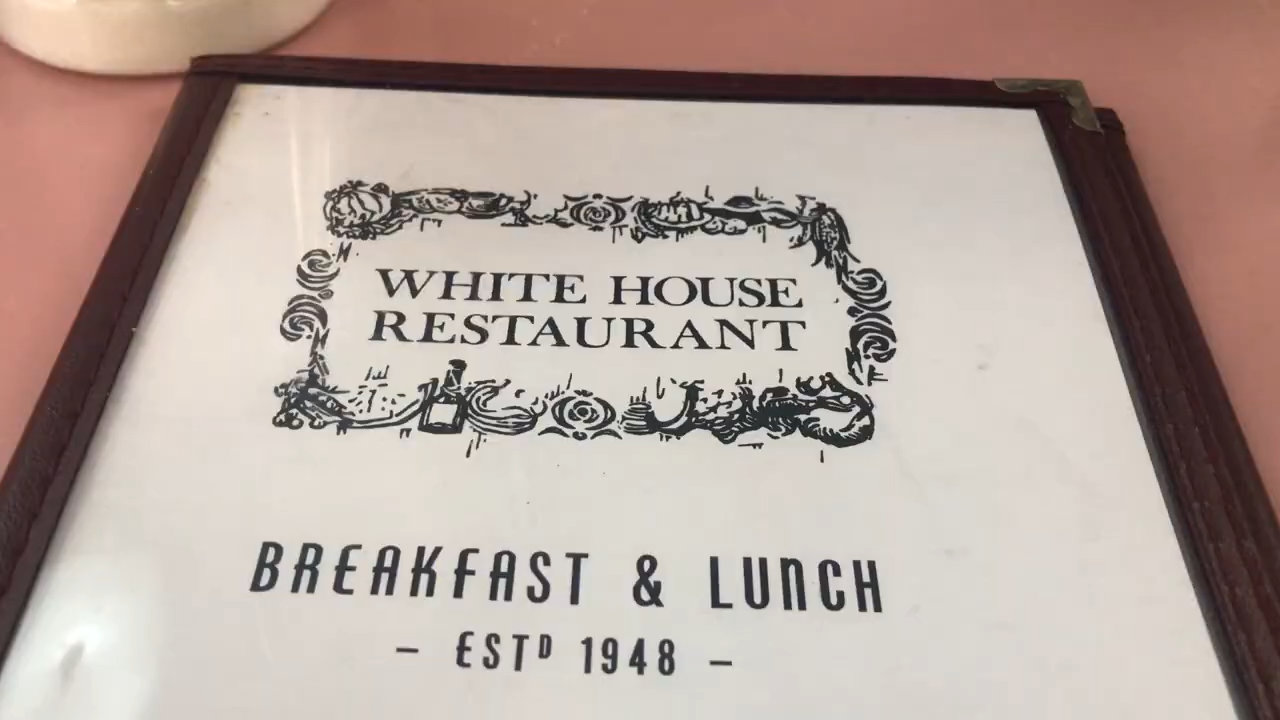 WHITE HOUSE
RESTAURANT
BREAKFAST & LUNCH
- ESTD 1948 -